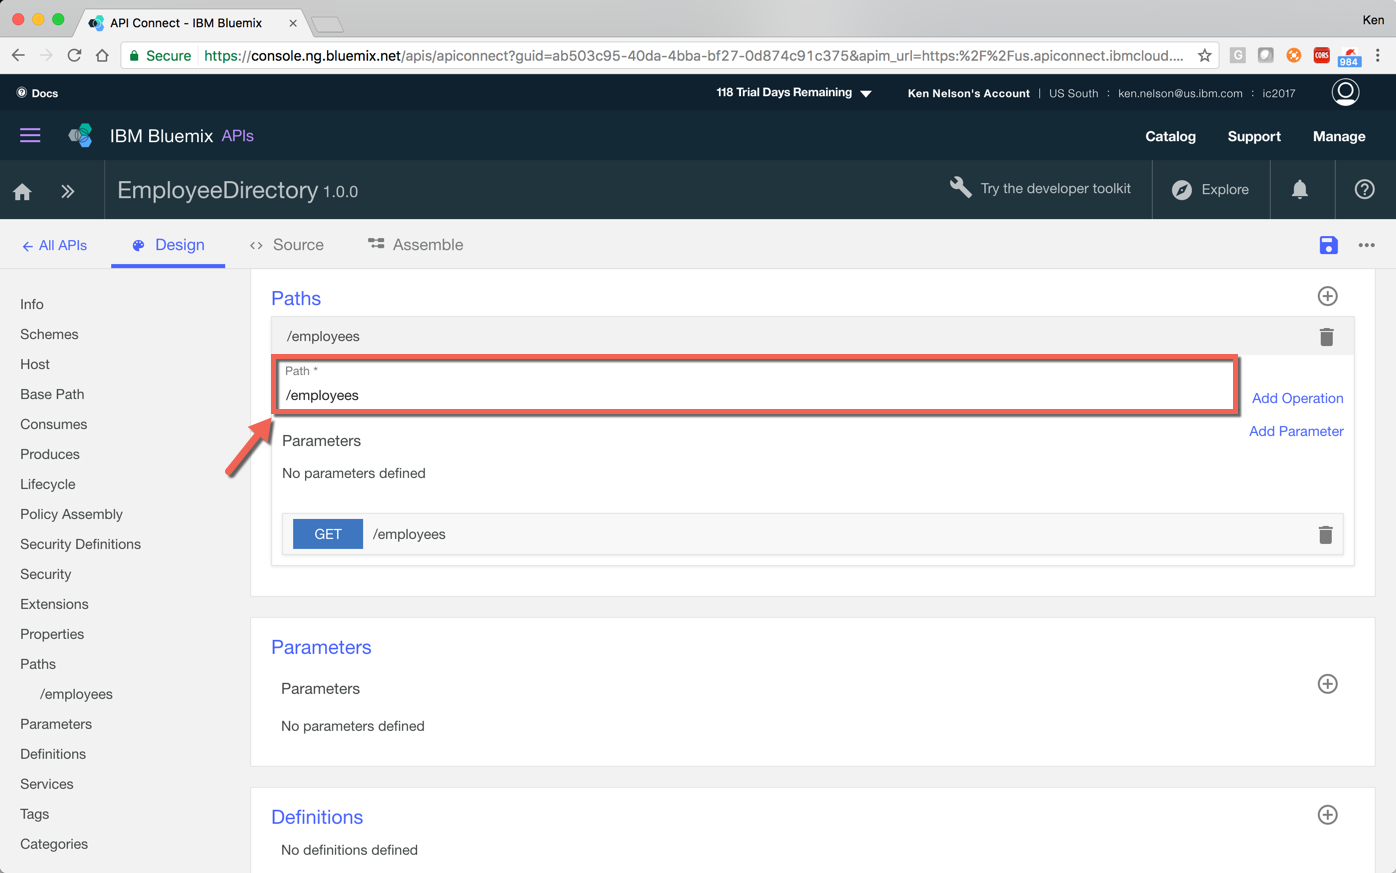 API Connect - IBM Bluemix
Ken
Secure https://console.ng.bluemix.net/apis/apiconnect?guid=ab503c95-40da-4bba-bf27-0d874c91c375&apim_url=https:%2F%2Fus.apiconnect.ibmcloud....
G
CORS
984
Docs
118 Trial Days Remaining
Ken Nelson's Account | US South : ken.nelson@us.ibm.com : ic2017
IBM Bluemix APIs
Catalog
Support
Manage
EmployeeDirectory 1.0.0
Try the developer toolkit
Explore
← All APIs
Design
Source
Assemble
Info
Schemes
Host
Base Path
Consumes
Produces
Lifecycle
Policy Assembly
Security Definitions
Security
Extensions
Properties
Paths
/employees
Parameters
Definitions
Services
Tags
Categories
Paths
/employees
Path *
/employees
Add Operation
Add Parameter
Parameters
No parameters defined
GET /employees
Parameters
Parameters
No parameters defined
Definitions
No definitions defined